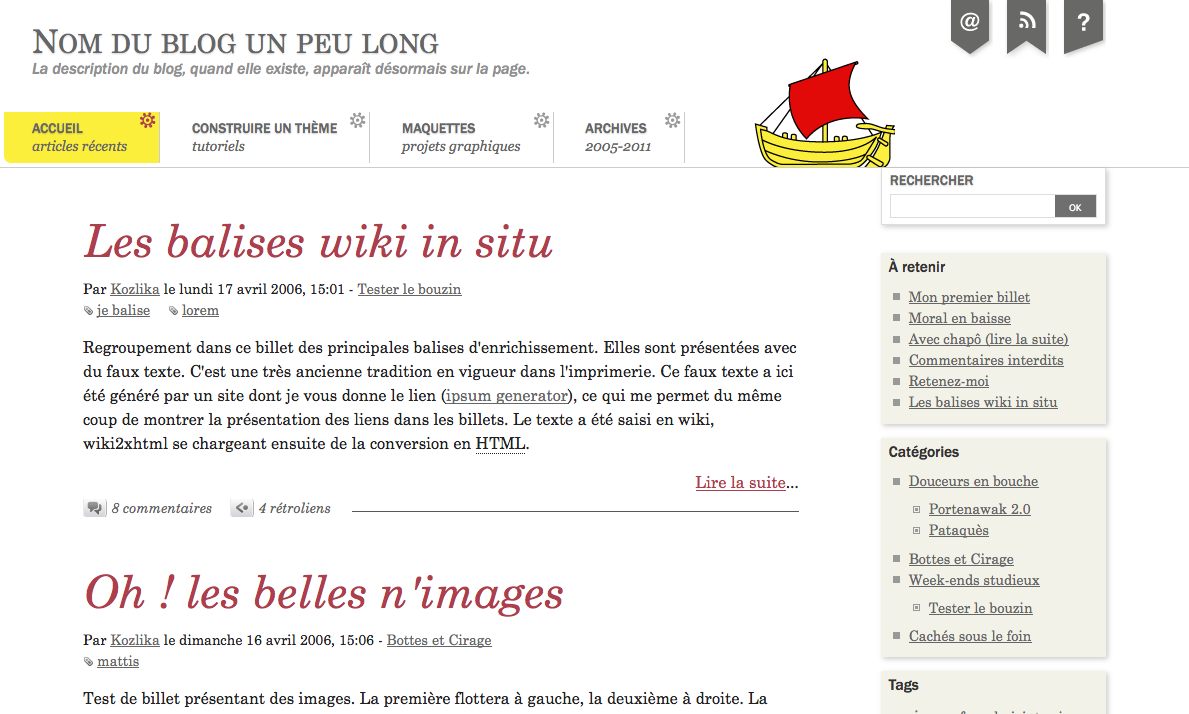 Nom du blog un peu long
La description du blog, quand elle existe, apparaît désormais sur la page.
@
?
ACCUEIL
articles récents
CONSTRUIRE UN THÈME
tutoriels
MAQUETTES
projets graphiques
ARCHIVES
2005-2011
RECHERCHER
OK
Les balises wiki in situ
Par Kozlika le lundi 17 avril 2006, 15:01 - Tester le bouzin
je balise lorem
Regroupement dans ce billet des principales balises d'enrichissement. Elles sont présentées avec
du faux texte. C'est une très ancienne tradition en vigueur dans l'imprimerie. Ce faux texte a ici
été généré par un site dont je vous donne le lien (ipsum generator), ce qui me permet du même
coup de montrer la présentation des liens dans les billets. Le texte a été saisi en wiki,
wiki2xhtml se chargeant ensuite de la conversion en HTML.
Lire la suite...
8 commentaires 4 rétroliens
Oh ! les belles n'images
Par Kozlika le dimanche 16 avril 2006, 15:06 - Bottes et Cirage
mattis
Test de billet présentant des images. La première flottera à gauche, la deuxième à droite. La
À retenir
Mon premier billet
Moral en baisse
Avec chapô (lire la suite)
Commentaires interdits
Retenez-moi
Les balises wiki in situ
Catégories
Douceurs en bouche
Portenawak 2.0
Pataquès
Bottes et Cirage
Week-ends studieux
Tester le bouzin
Cachés sous le foin
Tags